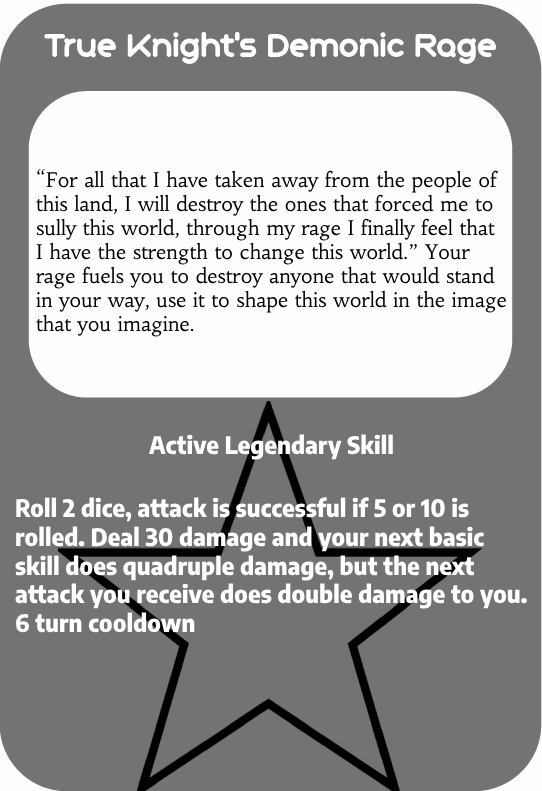 True Knight's Demonic Rage
“For all that I have taken away from the people of
this land, I will destroy the ones that forced me to
sully this world, through my rage I finally feel that
I have the strength to change this world.” Your
rage fuels you to destroy anyone that would stand
in your way, use it to shape this world in the image
that you imagine.
Active Legendary Skill
Roll 2 dice, attack is successful if 5 or 10 is
rolled. Deal 30 damage and your next basic
skill does quadruple damage, but the next
attack you receive does double damage to you.
6 turn cooldown